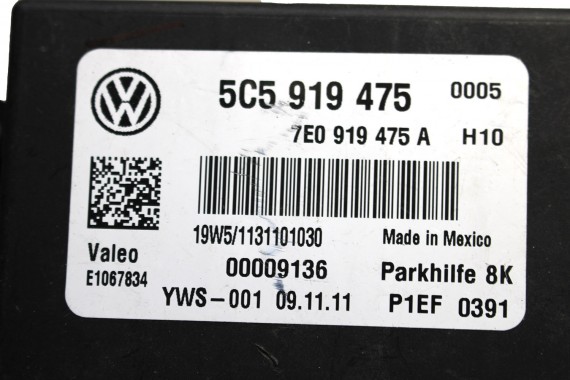 5C5 919 475 0005
7E0 919 475 A H10
19W5/1131101030 Made in Mexico
Valeo 00009136 Parkhilfe 8K
E1067834
YWS-001 09.11.11 P1EF 0391